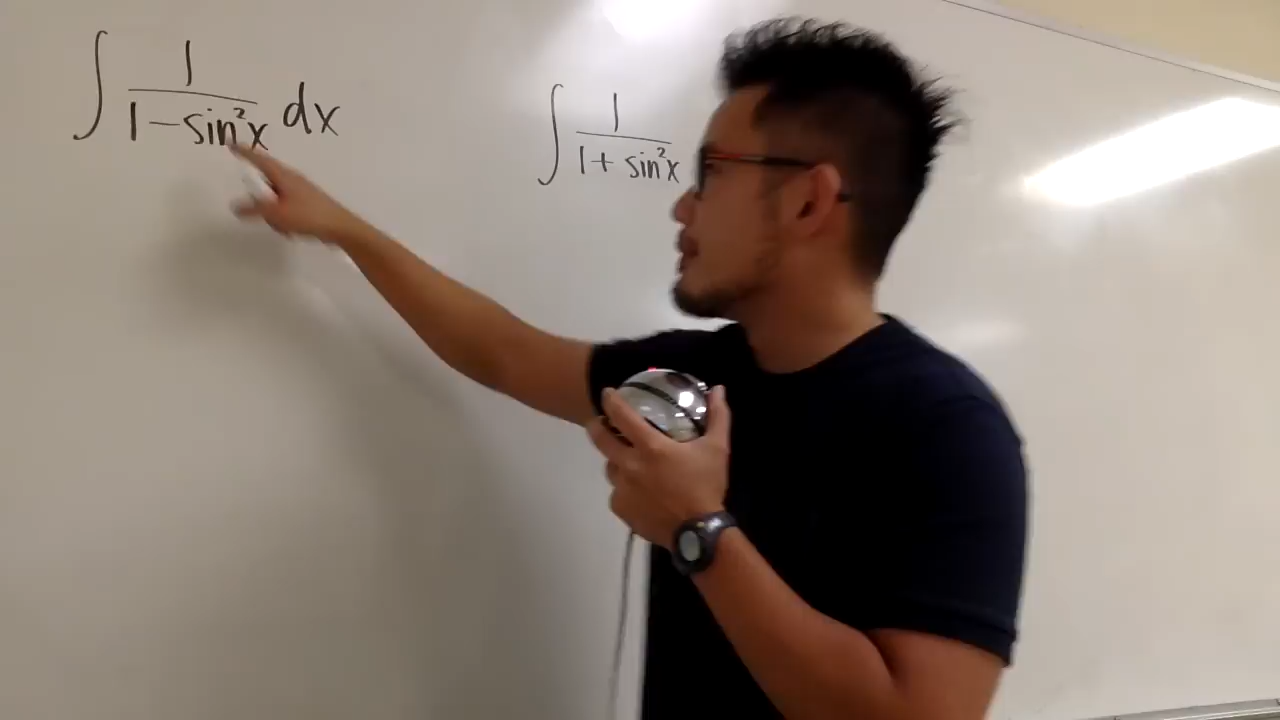 ∫ 1/(1-sin²x) dx
∫ 1/(1+sin²x)